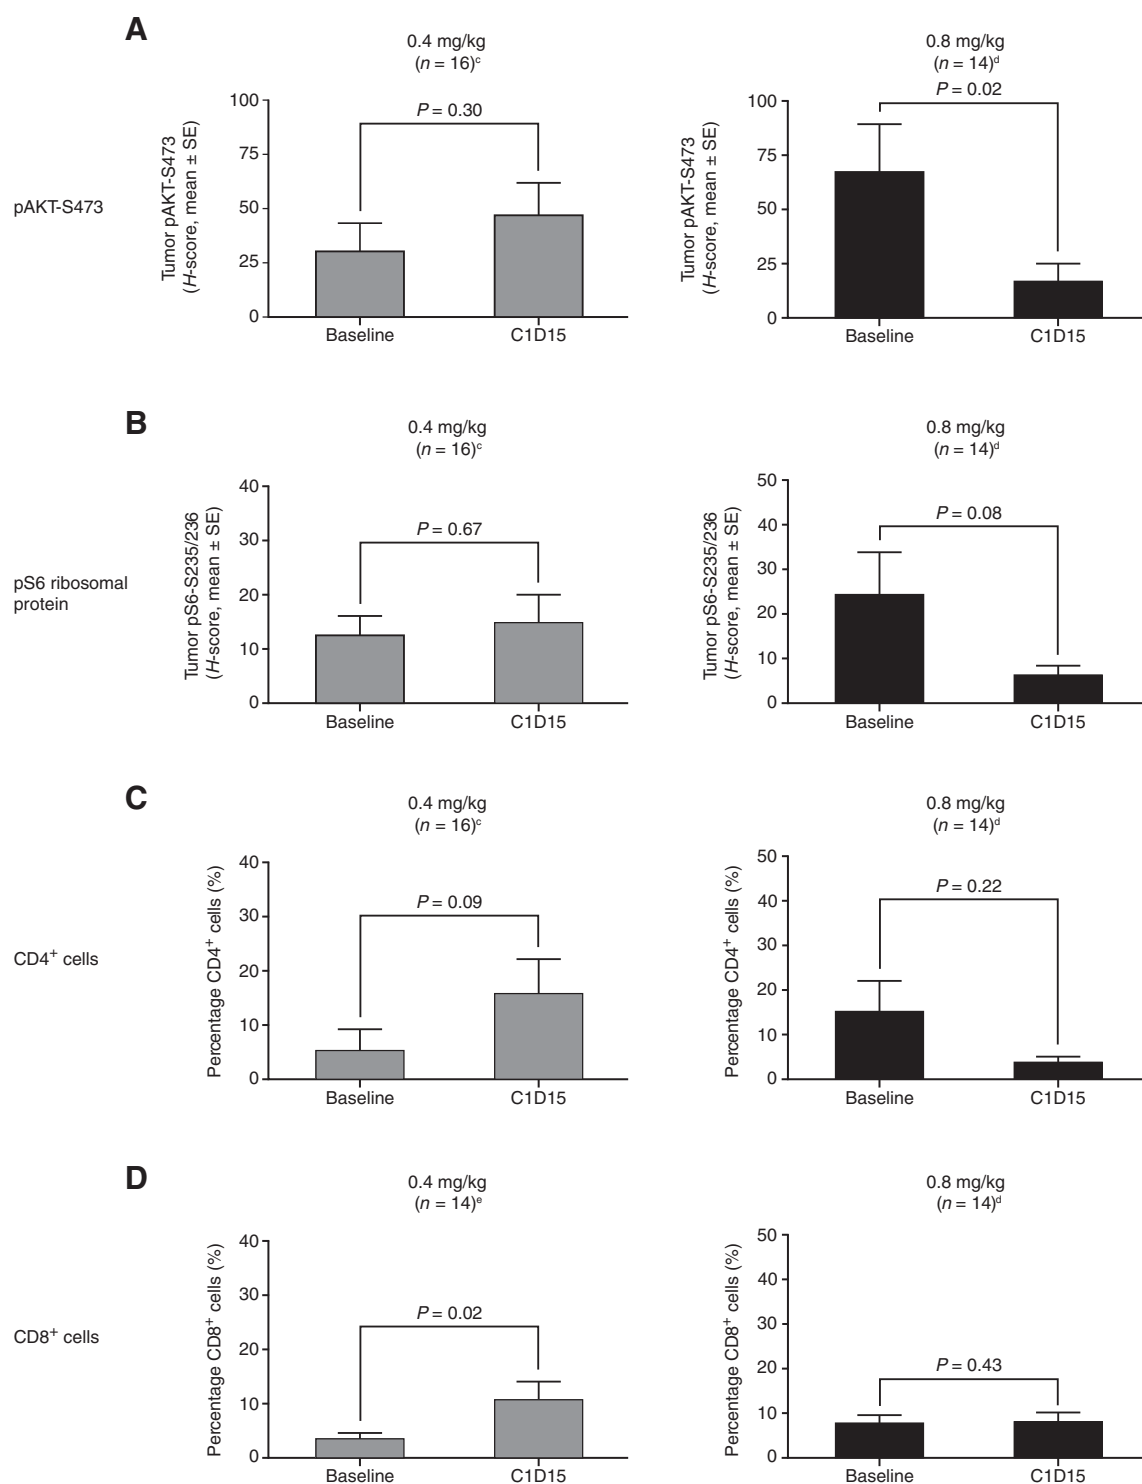 A
0.4 mg/kg
(n = 16)ᶜ
0.8 mg/kg
(n = 14)ᵈ
pAKT-S473
Tumor pAKT-S473
(H-score, mean ± SE)
100
75
50
25
0
P = 0.30
Baseline
C1D15
Tumor pAKT-S473
(H-score, mean ± SE)
100
75
50
25
0
P = 0.02
Baseline
C1D15
B
0.4 mg/kg
(n = 16)ᶜ
0.8 mg/kg
(n = 14)ᵈ
pS6 ribosomal
protein
Tumor pS6-S235/236
(H-score, mean ± SE)
40
30
20
10
0
P = 0.67
Baseline
C1D15
Tumor pS6-S235/236
(H-score, mean ± SE)
50
40
30
20
10
0
P = 0.08
Baseline
C1D15
C
0.4 mg/kg
(n = 16)ᶜ
0.8 mg/kg
(n = 14)ᵈ
CD4⁺ cells
Percentage CD4⁺ cells (%)
40
30
20
10
0
P = 0.09
Baseline
C1D15
Percentage CD4⁺ cells (%)
50
40
30
20
10
0
P = 0.22
Baseline
C1D15
D
0.4 mg/kg
(n = 14)ᵉ
0.8 mg/kg
(n = 14)ᵈ
CD8⁺ cells
Percentage CD8⁺ cells (%)
40
30
20
10
0
P = 0.02
Baseline
C1D15
Percentage CD8⁺ cells (%)
50
40
30
20
10
0
P = 0.43
Baseline
C1D15